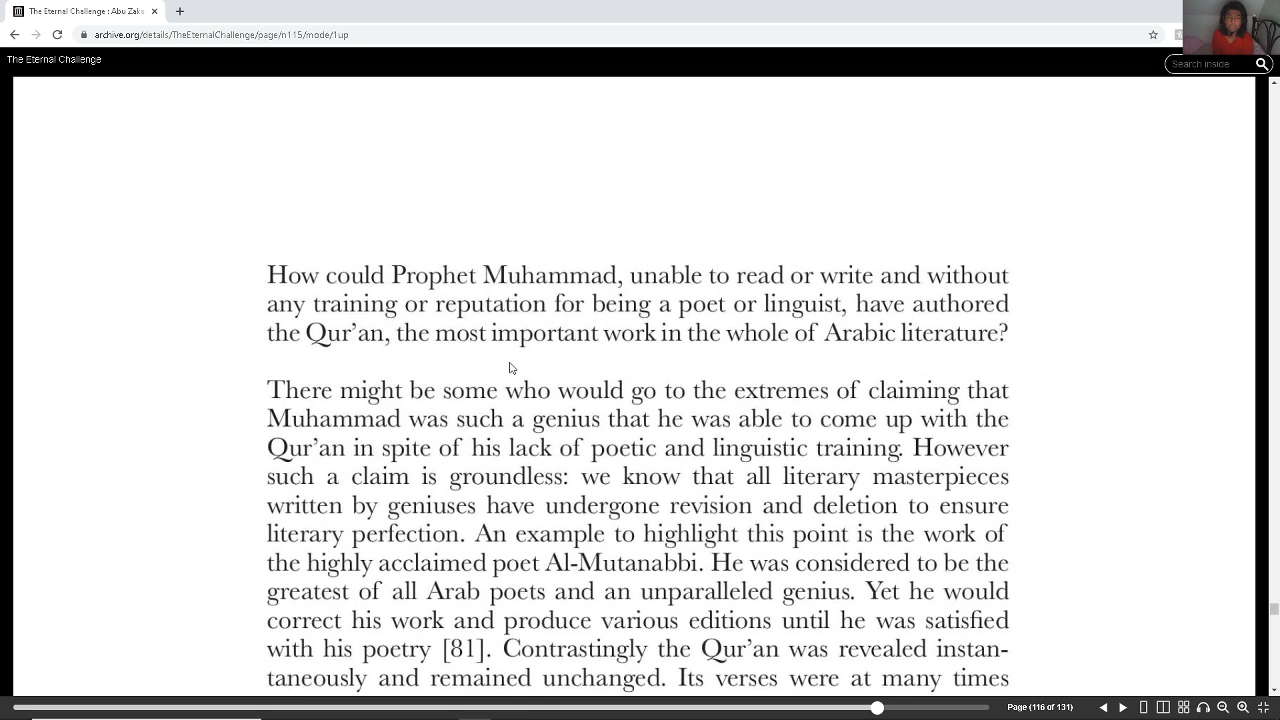 The Eternal Challenge : Abu Zaka
archive.org/details/TheEternalChallenge/page/n115/mode/1up
The Eternal Challenge
Search inside
How could Prophet Muhammad, unable to read or write and without
any training or reputation for being a poet or linguist, have authored
the Qur’an, the most important work in the whole of Arabic literature?
There might be some who would go to the extremes of claiming that
Muhammad was such a genius that he was able to come up with the
Qur’an in spite of his lack of poetic and linguistic training. However
such a claim is groundless: we know that all literary masterpieces
written by geniuses have undergone revision and deletion to ensure
literary perfection. An example to highlight this point is the work of
the highly acclaimed poet Al-Mutanabbi. He was considered to be the
greatest of all Arab poets and an unparalleled genius. Yet he would
correct his work and produce various editions until he was satisfied
with his poetry [81]. Contrastingly the Qur’an was revealed instan-
taneously and remained unchanged. Its verses were at many times
Page (116 of 131)